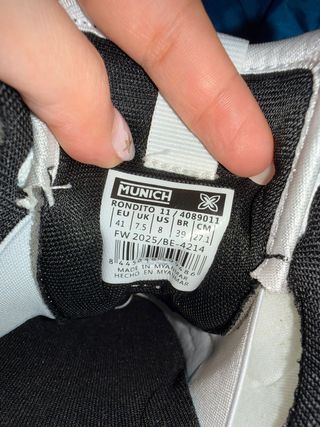 MUNICH
RONDITO 11/4089011
EU UK US BR CM
41 7.5 8 39 27.1
FW 2025/BE-4214
MADE IN MYANMAR
HECHO EN MYANMAR